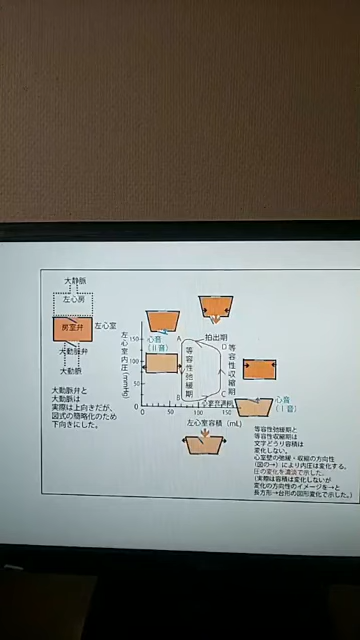 大静脈
左心房
房室弁
左心室
大動脈弁
大動脈
大動脈弁と
大動脈は
実際は上向きだが、
図式の簡略化のため
下向きにした。
左心室内圧(mmHg)
150
100
50
0
0 50 100 150
左心室容積 (mL)
心音
(Ⅱ音)
A
拍出期
D
等容性弛緩期
等容性収縮期
B
C
心室充満期
心音
(Ⅰ音)
等容性弛緩期と
等容性収縮期は
文字どうり容積は
変化しない。
心室壁の弛緩・収縮の方向性
(図の→)により内圧は変化する。
圧の変化を濃淡で示した。
(実際は容積は変化しないが
変化の方向性のイメージを→と
長方形→台形の図形変化で示した。)